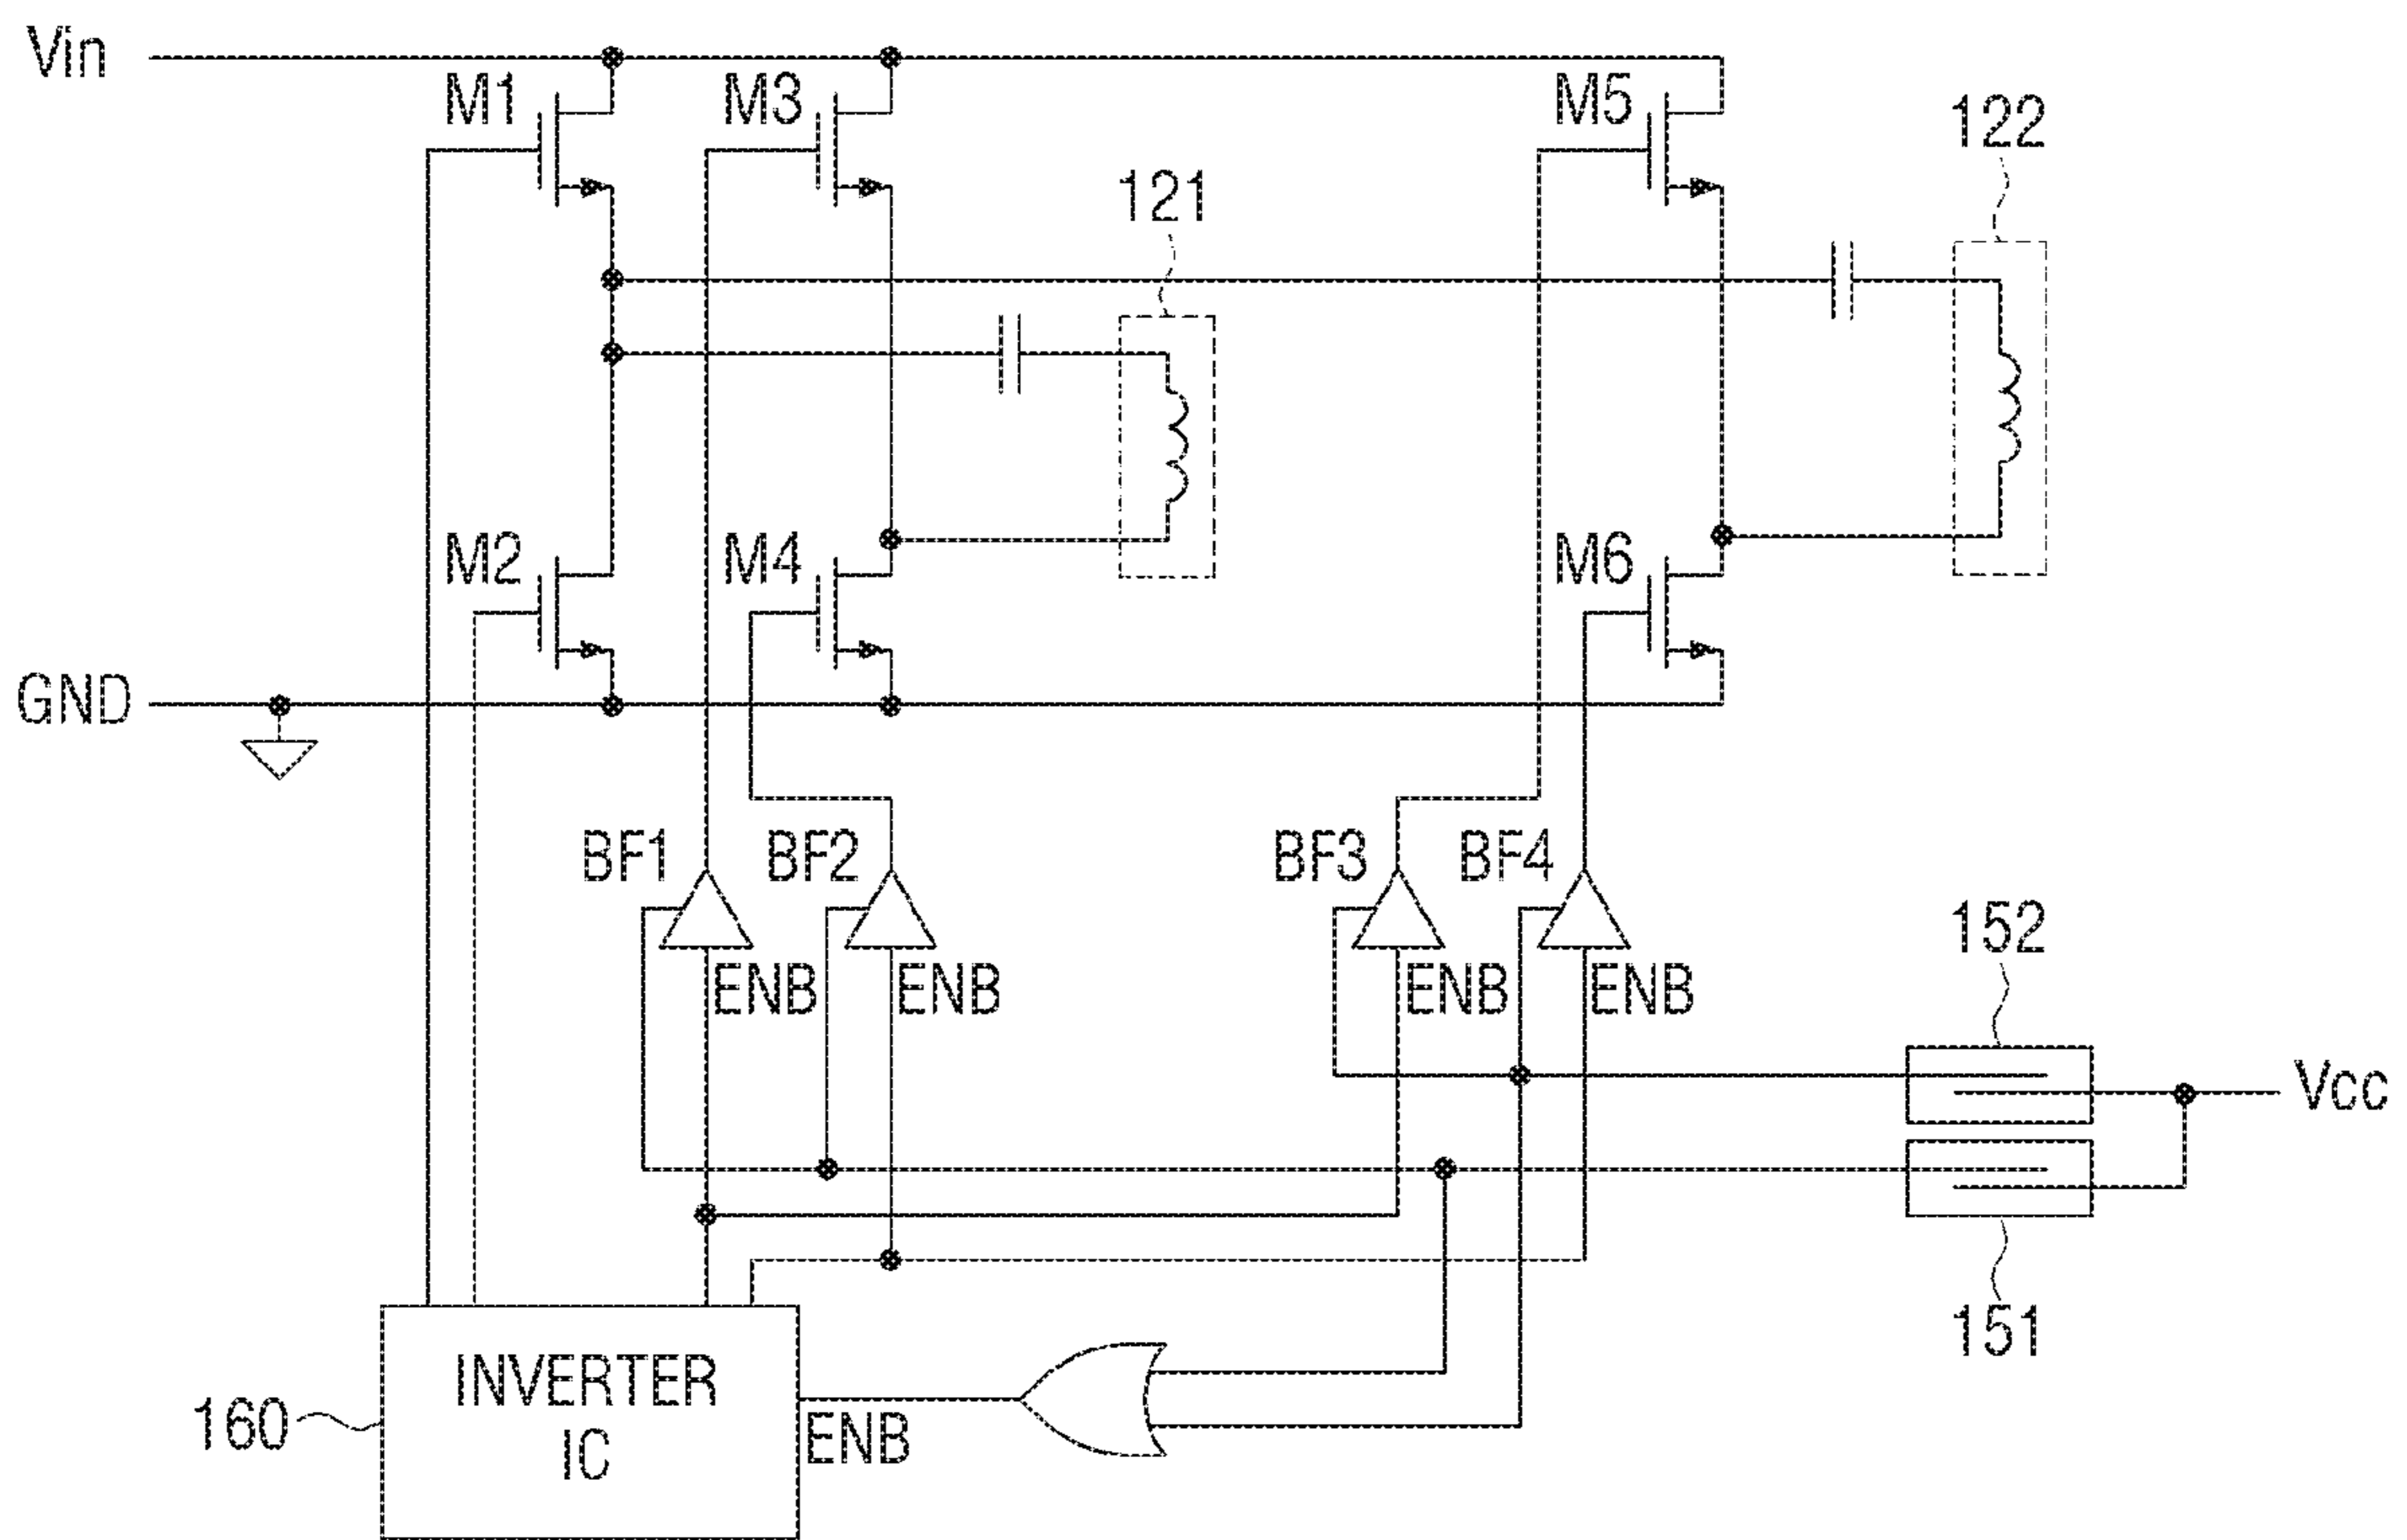 Vin
M1
M3
M5
122
121
M2
M4
M6
GND
BF1
BF2
BF3
BF4
152
ENB
ENB
ENB
ENB
Vcc
151
INVERTER
IC
160
ENB